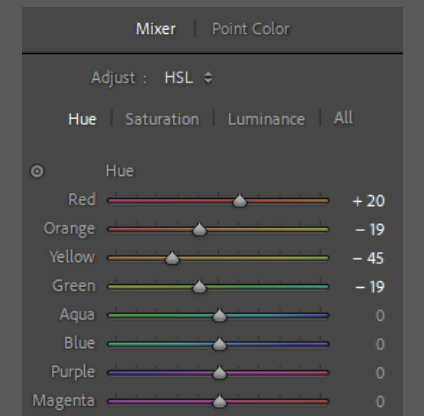 Mixer | Point Color
Adjust : HSL
Hue | Saturation | Luminance | All
Hue
Red + 20
Orange – 19
Yellow – 45
Green – 19
Aqua 0
Blue 0
Purple 0
Magenta 0